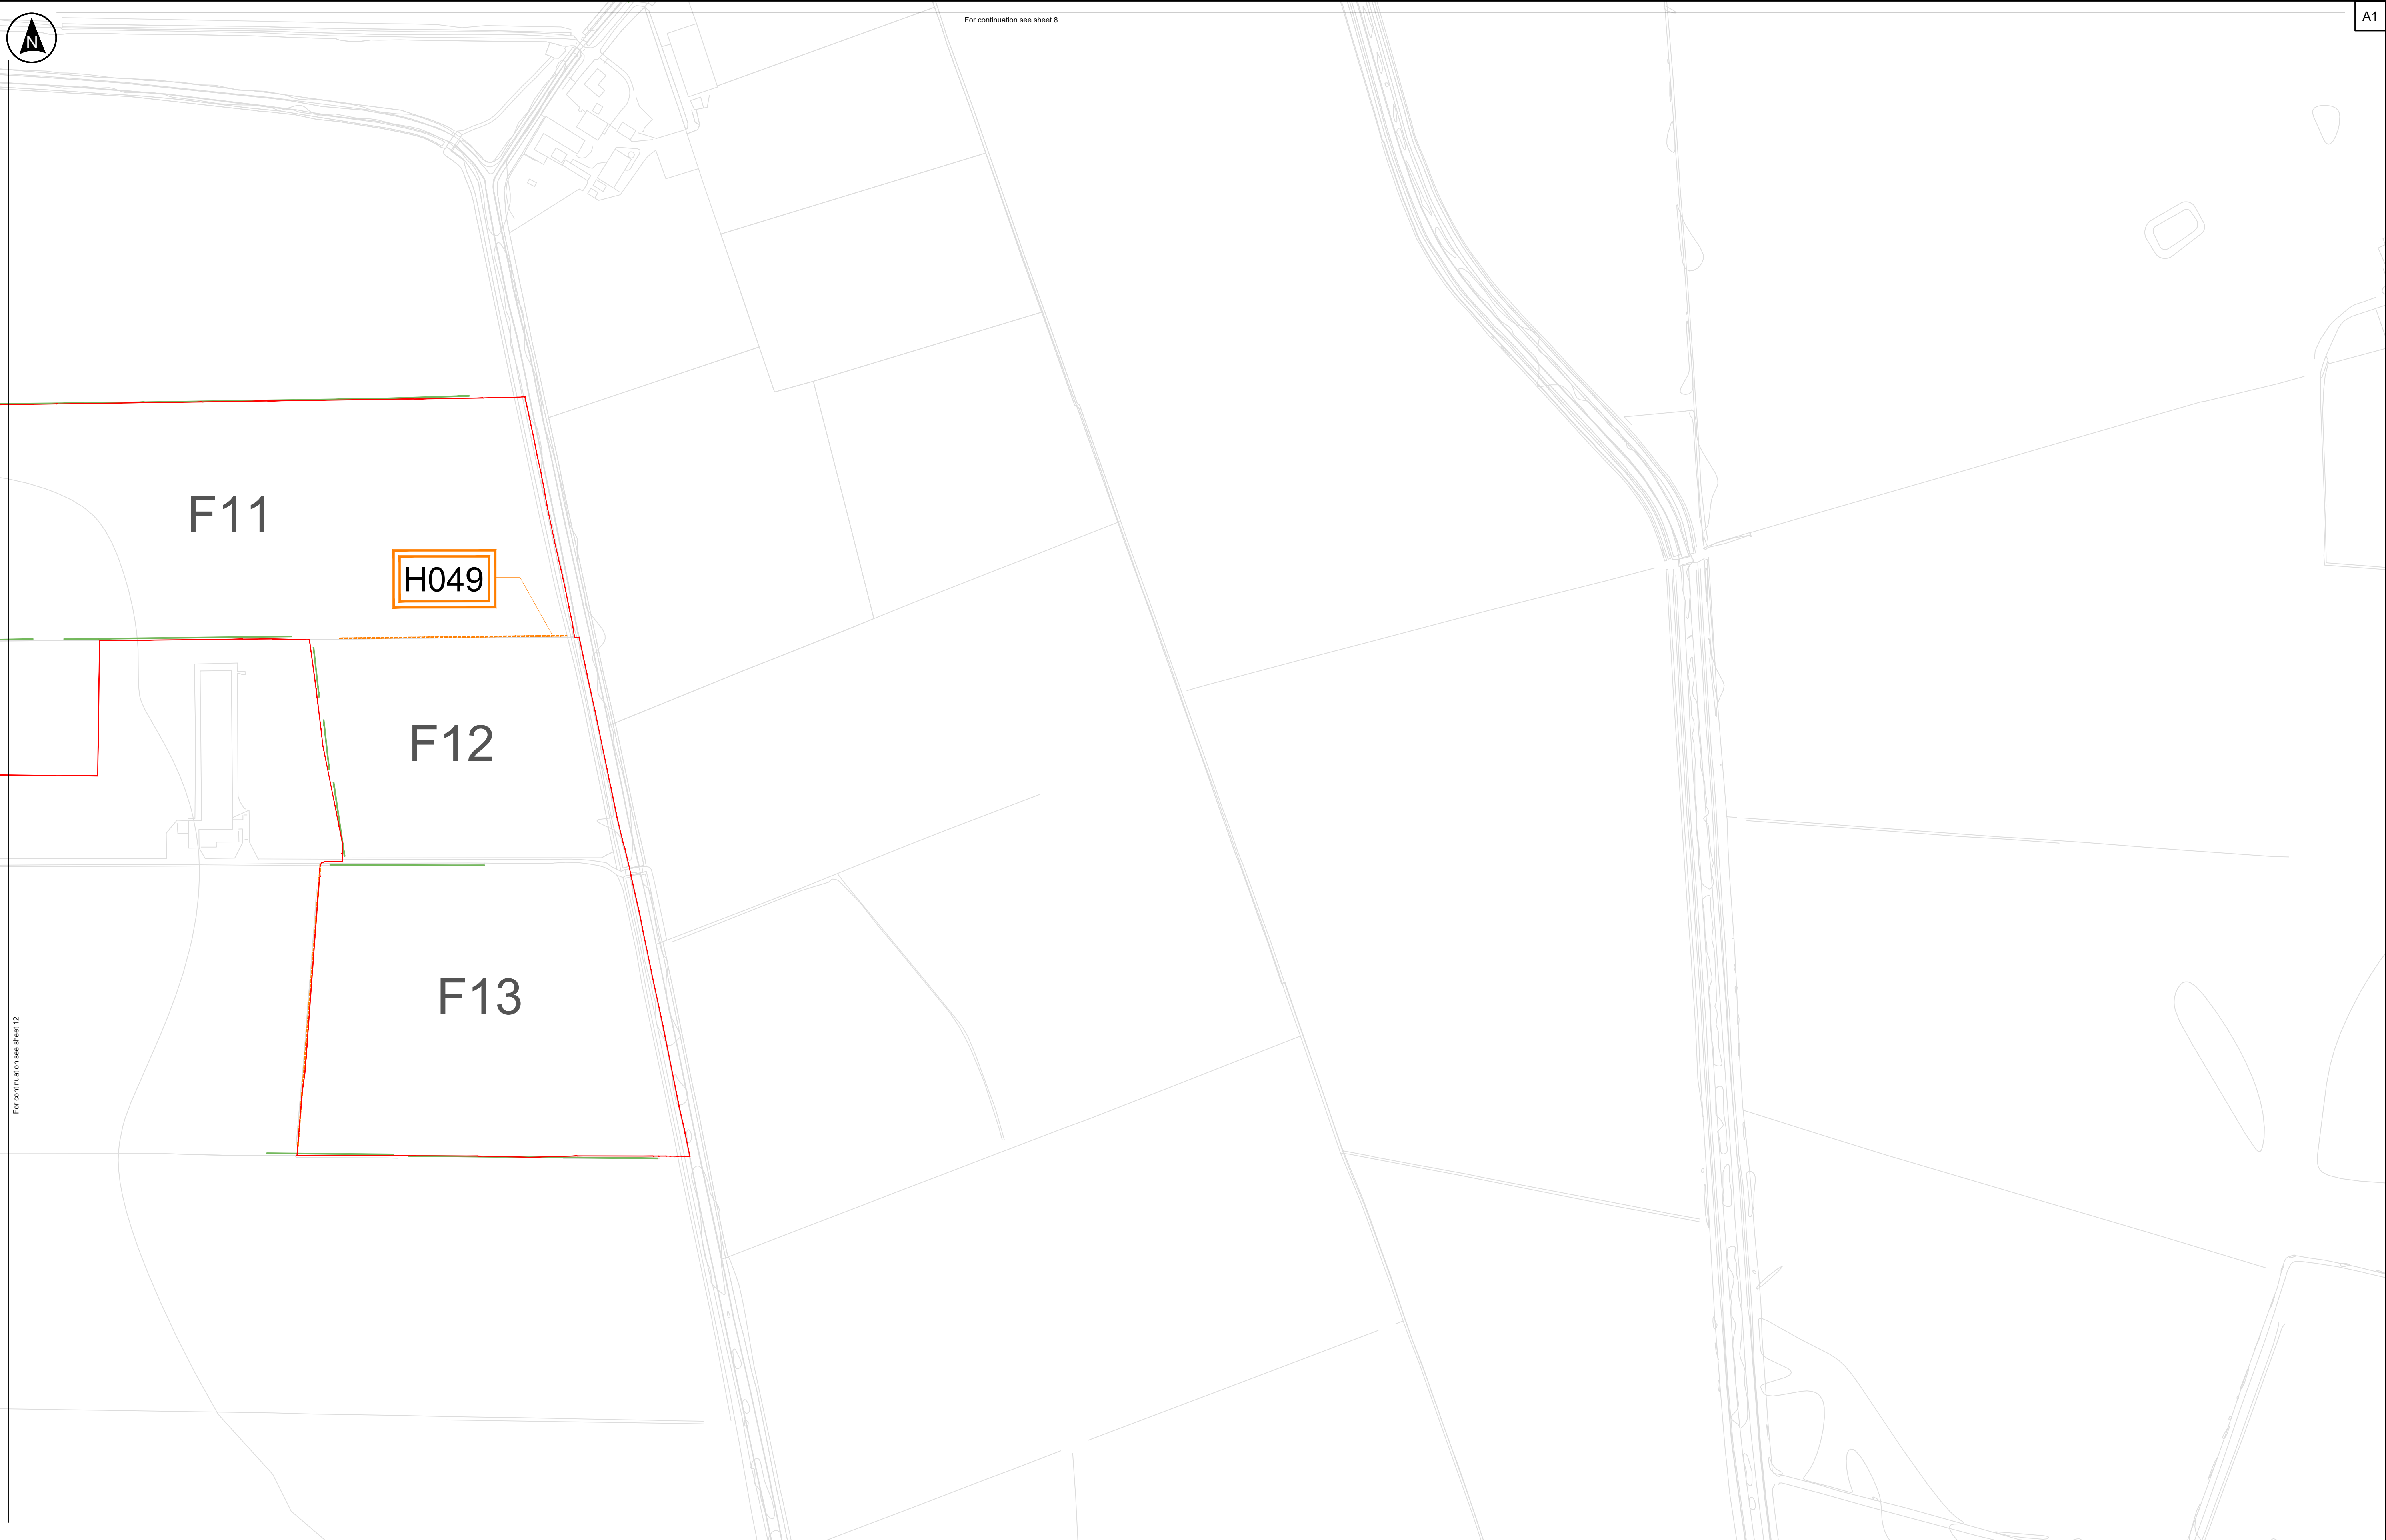 For continuation see sheet 8
A1
N
F11
H049
F12
F13
For continuation see sheet 12